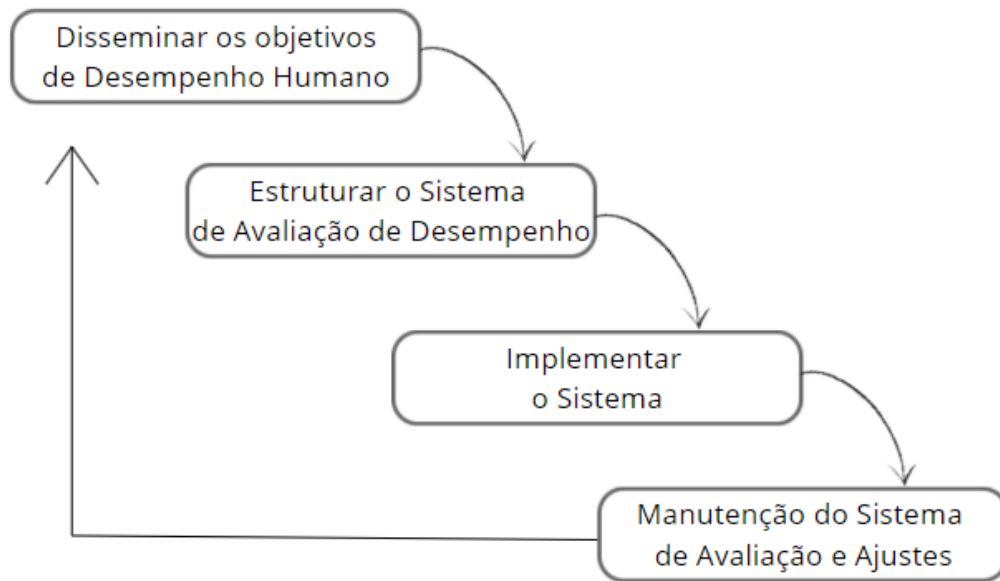 Disseminar os objetivos
de Desempenho Humano
Estruturar o Sistema
de Avaliação de Desempenho
Implementar
o Sistema
Manutenção do Sistema
de Avaliação e Ajustes